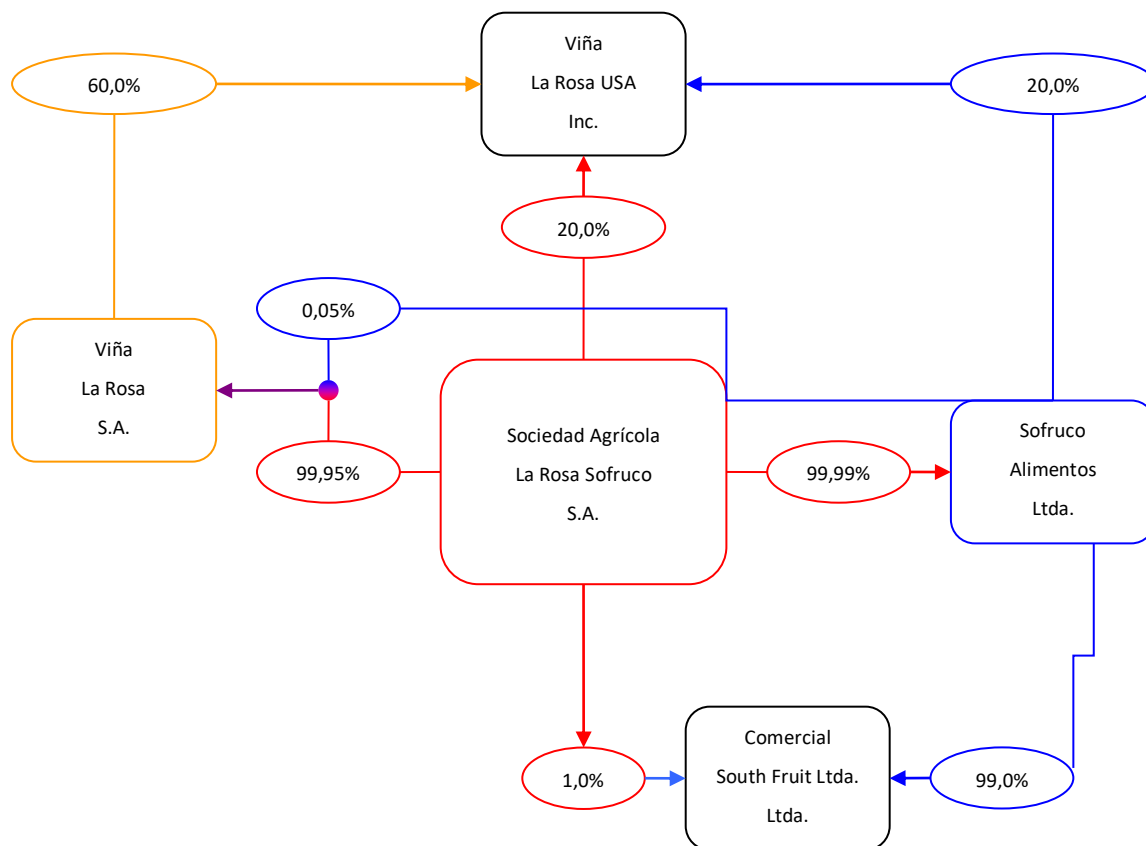 Viña
La Rosa USA
Inc.
60,0%
20,0%
20,0%
0,05%
Viña
La Rosa
S.A.
99,95%
Sociedad Agrícola
La Rosa Sofruco
S.A.
99,99%
Sofruco
Alimentos
Ltda.
1,0%
Comercial
South Fruit Ltda.
Ltda.
99,0%